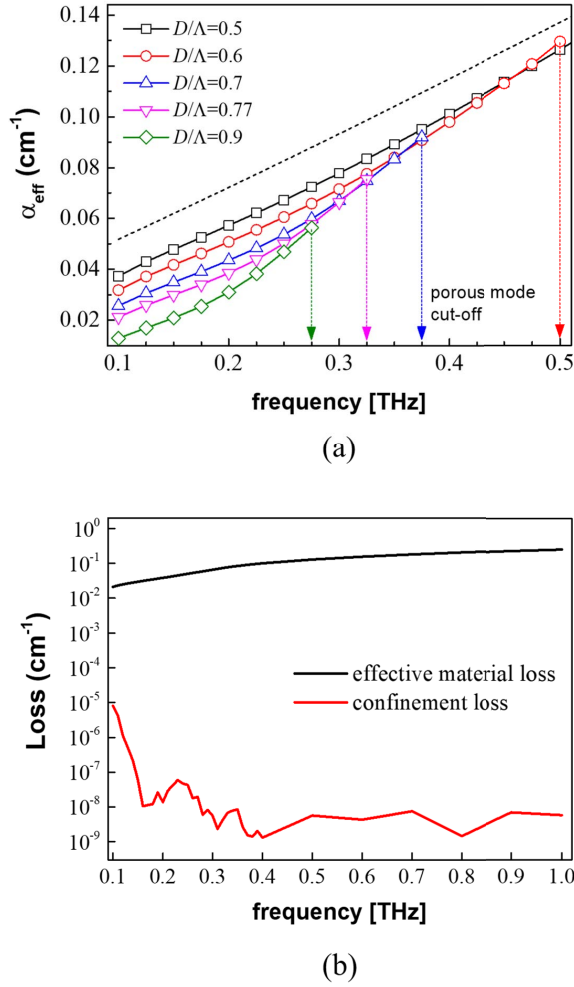 0.14
0.12
0.10
0.08
0.06
0.04
0.02
α_eff (cm⁻¹)
D/Λ=0.5
D/Λ=0.6
D/Λ=0.7
D/Λ=0.77
D/Λ=0.9
porous mode
cut-off
0.1 0.2 0.3 0.4 0.5
frequency [THz]
(a)
10⁰
10⁻¹
10⁻²
10⁻³
10⁻⁴
10⁻⁵
10⁻⁶
10⁻⁷
10⁻⁸
10⁻⁹
Loss (cm⁻¹)
effective material loss
confinement loss
0.1 0.2 0.3 0.4 0.5 0.6 0.7 0.8 0.9 1.0
frequency [THz]
(b)